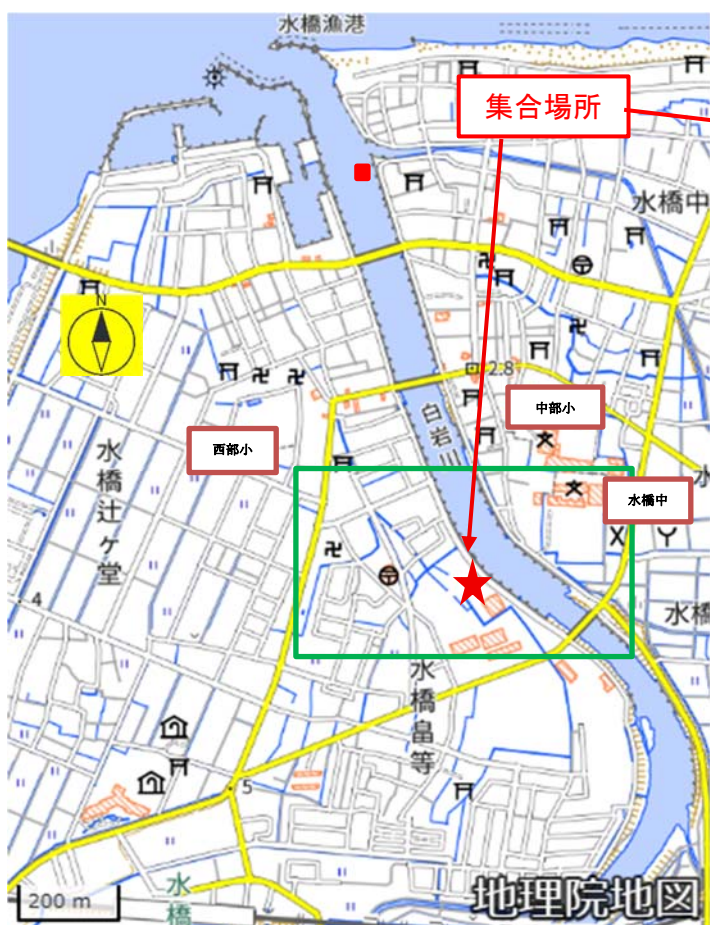 水橋漁港
集合場所
水橋中
N
2.8
中部小
白岩川
西部小
水橋中
水橋辻ヶ堂
4
水橋
水橋畠等
5
200 m
水橋
地理院地図